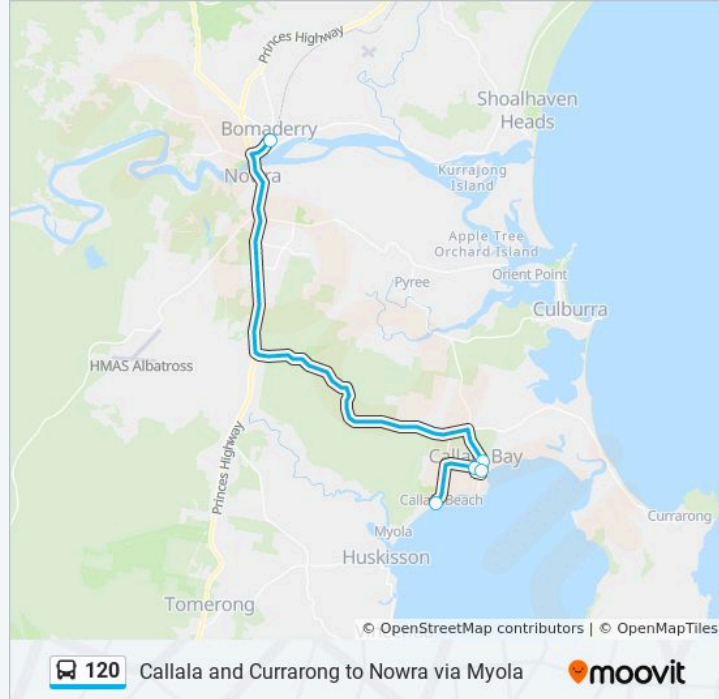 Princes Highway
Shoalhaven
Heads
Bomaderry
Kurrajong
Island
Nowra
Apple Tree
Orchard Island
Orient Point
Pyree
Culburra
HMAS Albatross
Princes Highway
Callala Bay
Callala Beach
Currarong
Myola
Huskisson
Tomerong
© OpenStreetMap contributors | © OpenMapTiles
120 Callala and Currarong to Nowra via Myola
moovit